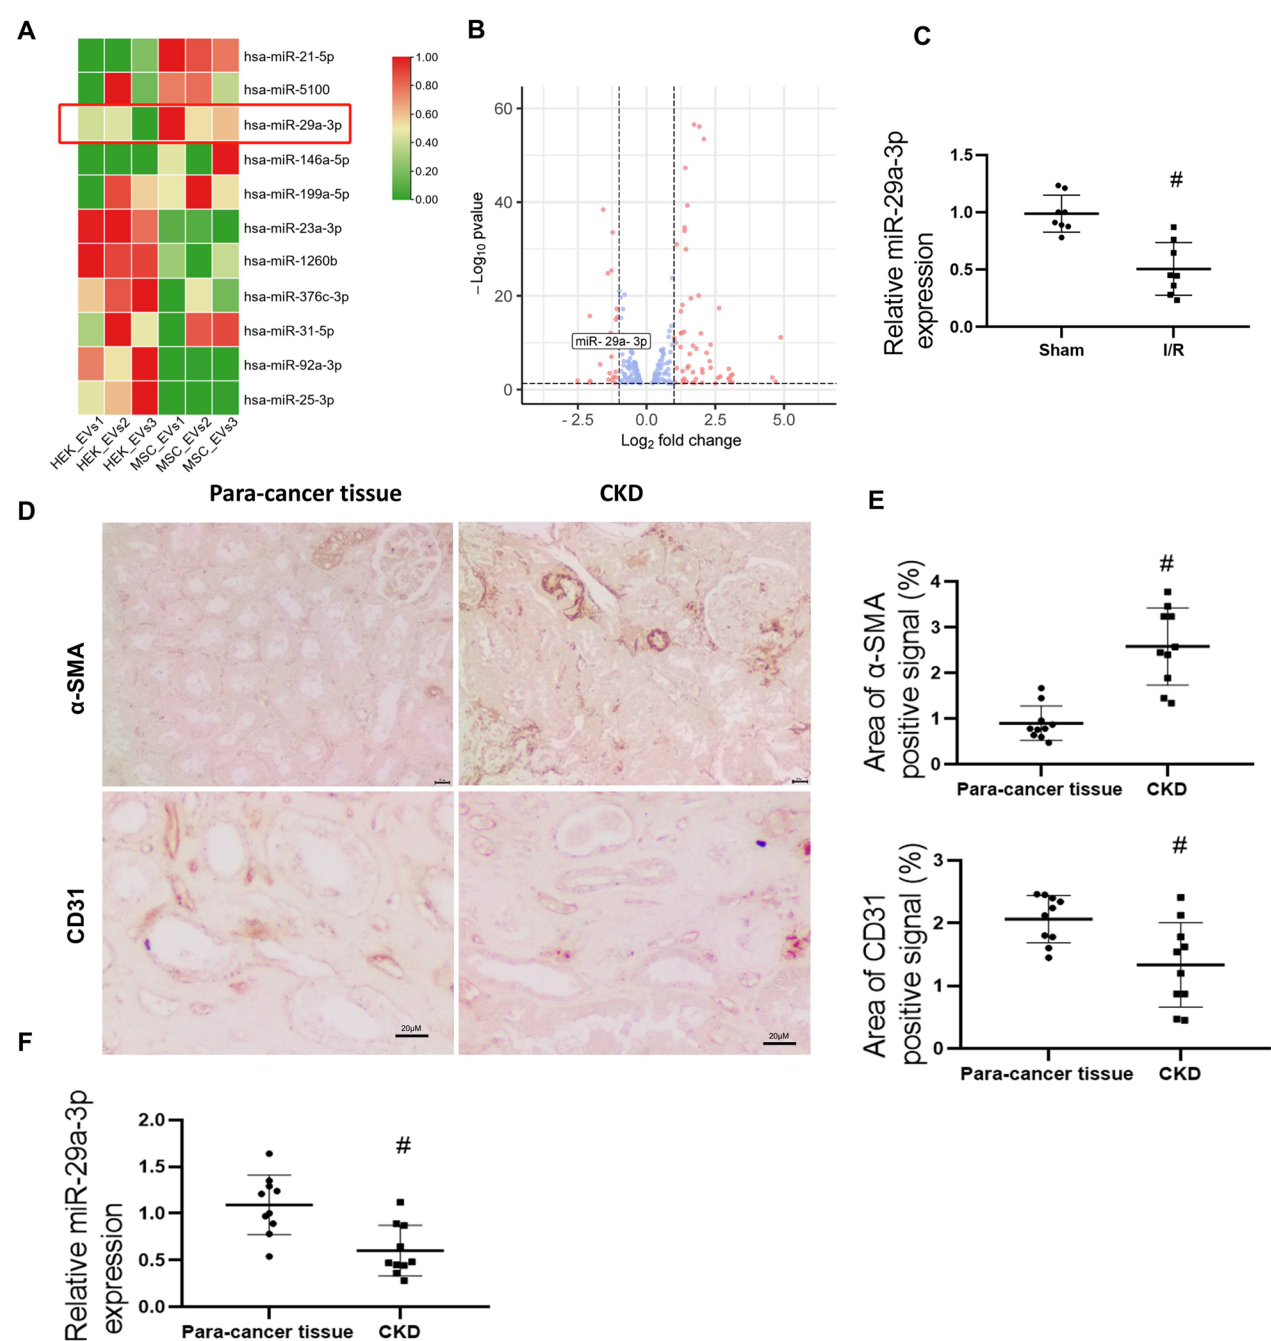 A
hsa-miR-21-5p
hsa-miR-5100
hsa-miR-29a-3p
hsa-miR-146a-5p
hsa-miR-199a-5p
hsa-miR-23a-3p
hsa-miR-1260b
hsa-miR-376c-3p
hsa-miR-31-5p
hsa-miR-92a-3p
hsa-miR-25-3p
HEK_EVs1
HEK_EVs2
HEK_EVs3
MSC_EVs1
MSC_EVs2
MSC_EVs3
1.00
0.80
0.60
0.40
0.20
0.00
B
−Log10 pvalue
60
40
20
0
miR- 29a- 3p
- 2.5
0.0
2.5
5.0
Log2 fold change
C
Relative miR-29a-3p
expression
1.5
1.0
0.5
0.0
#
Sham
I/R
D
Para-cancer tissue
CKD
α-SMA
CD31
20μM
20μM
E
Area of α-SMA
positive signal (%)
4
3
2
1
0
#
Para-cancer tissue
CKD
Area of CD31
positive signal (%)
3
2
1
0
#
Para-cancer tissue
CKD
F
Relative miR-29a-3p
expression
2.0
1.5
1.0
0.5
0.0
#
Para-cancer tissue
CKD